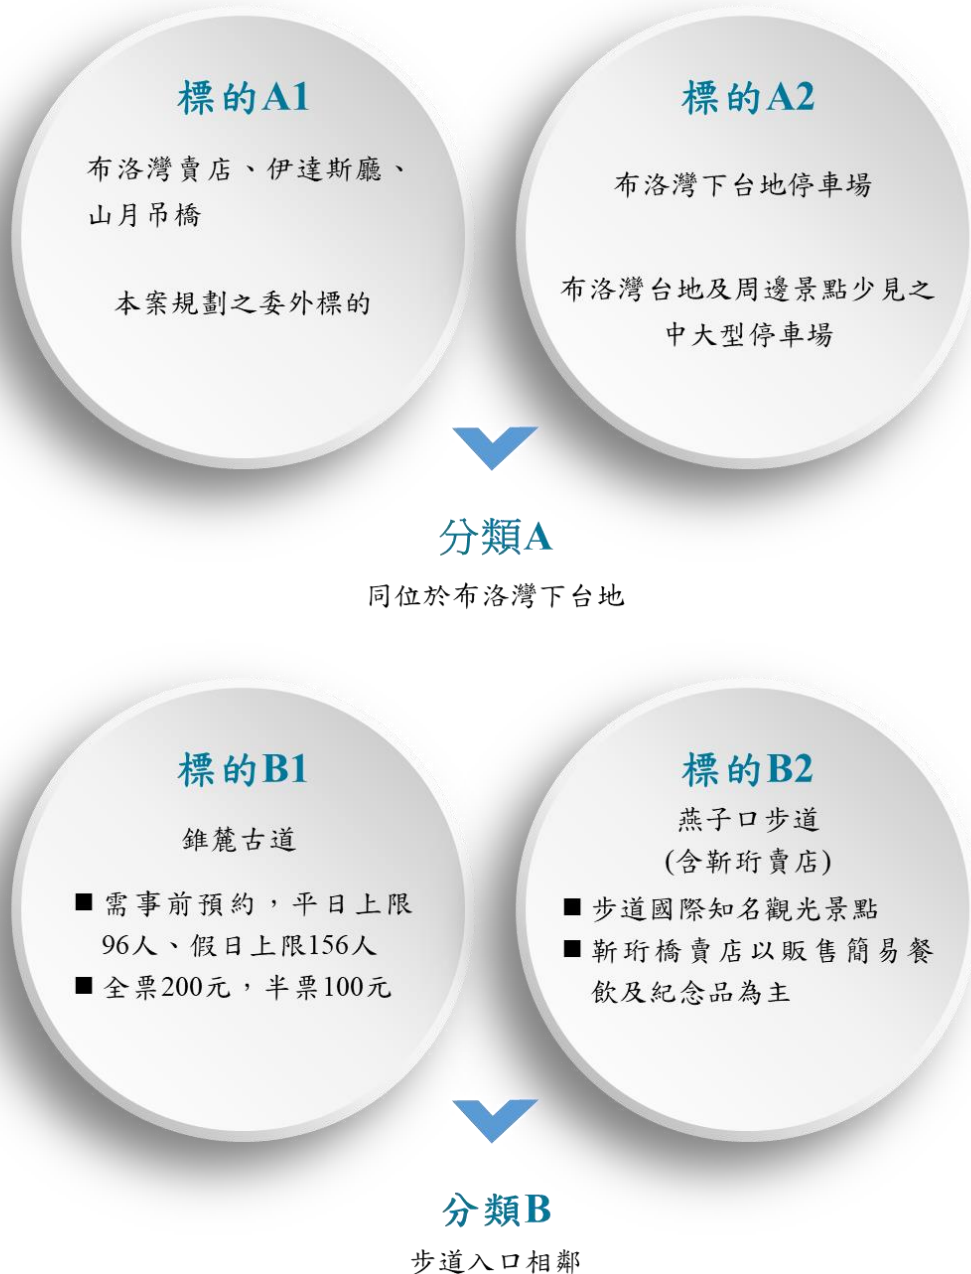 標的A1
布洛灣賣店、伊達斯廳、
山月吊橋
本案規劃之委外標的
標的A2
布洛灣下台地停車場
布洛灣台地及周邊景點少見之
中大型停車場
分類A
同位於布洛灣下台地
標的B1
錐麓古道
■ 需事前預約，平日上限
96人、假日上限156人
■ 全票200元，半票100元
標的B2
燕子口步道
(含靳珩賣店)
■ 步道國際知名觀光景點
■ 靳珩橋賣店以販售簡易餐
飲及紀念品為主
分類B
步道入口相鄰